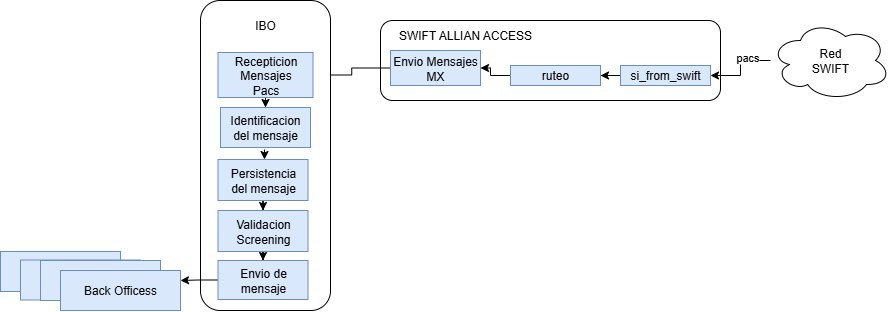 IBO
Recepticion
Mensajes
Pacs
Identificacion
del mensaje
Persistencia
del mensaje
Validacion
Screening
Envio de
mensaje
Back Officess
SWIFT ALLIAN ACCESS
Envio Mensajes
MX
ruteo
si_from_swift
pacs
Red
SWIFT